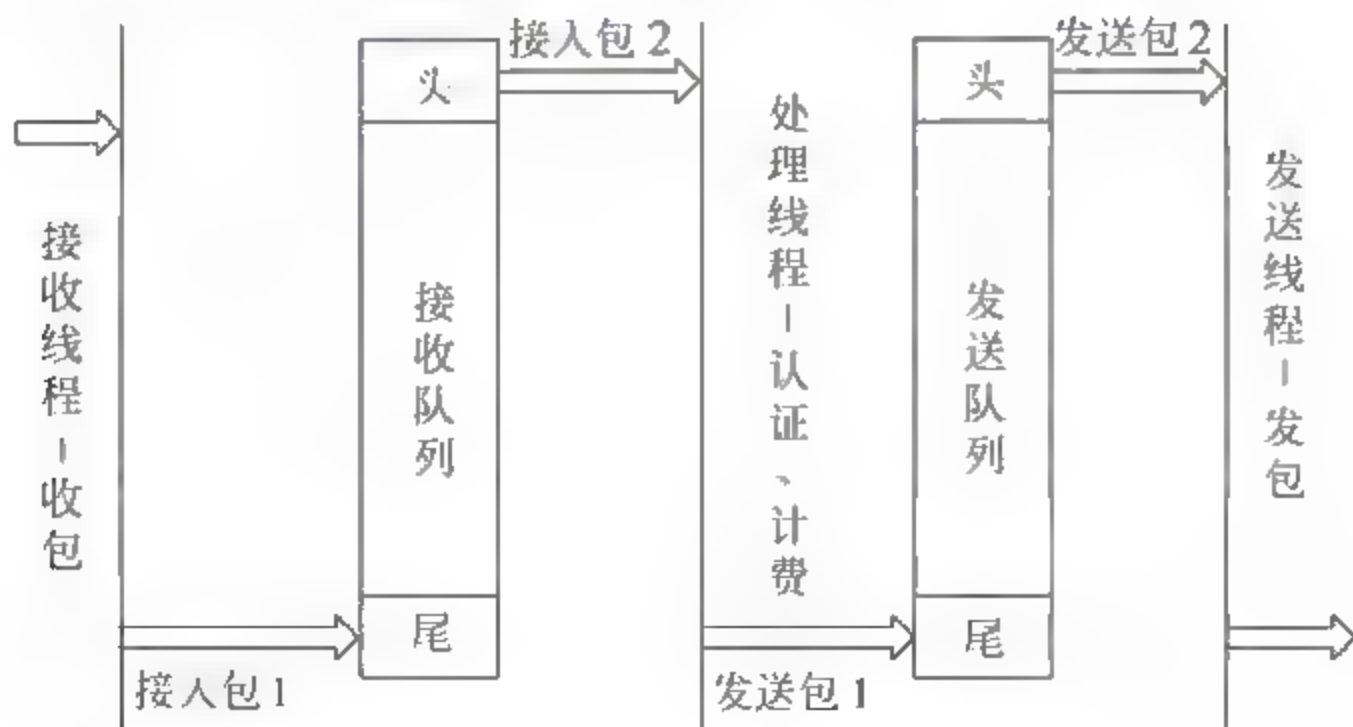 接收线程-收包
接入包1
头
接收队列
尾
接入包2
处理线程-认证、计费
发送包1
头
发送队列
尾
发送包2
发送线程-发包